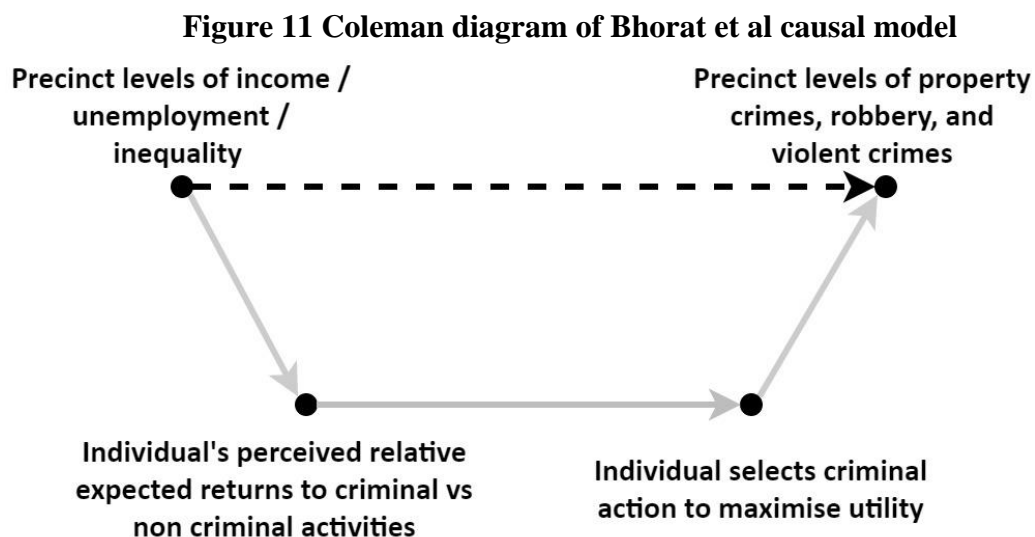 Figure 11 Coleman diagram of Bhorat et al causal model
Precinct levels of income /
unemployment /
inequality
Precinct levels of property
crimes, robbery, and
violent crimes
Individual's perceived relative
expected returns to criminal vs
non criminal activities
Individual selects criminal
action to maximise utility